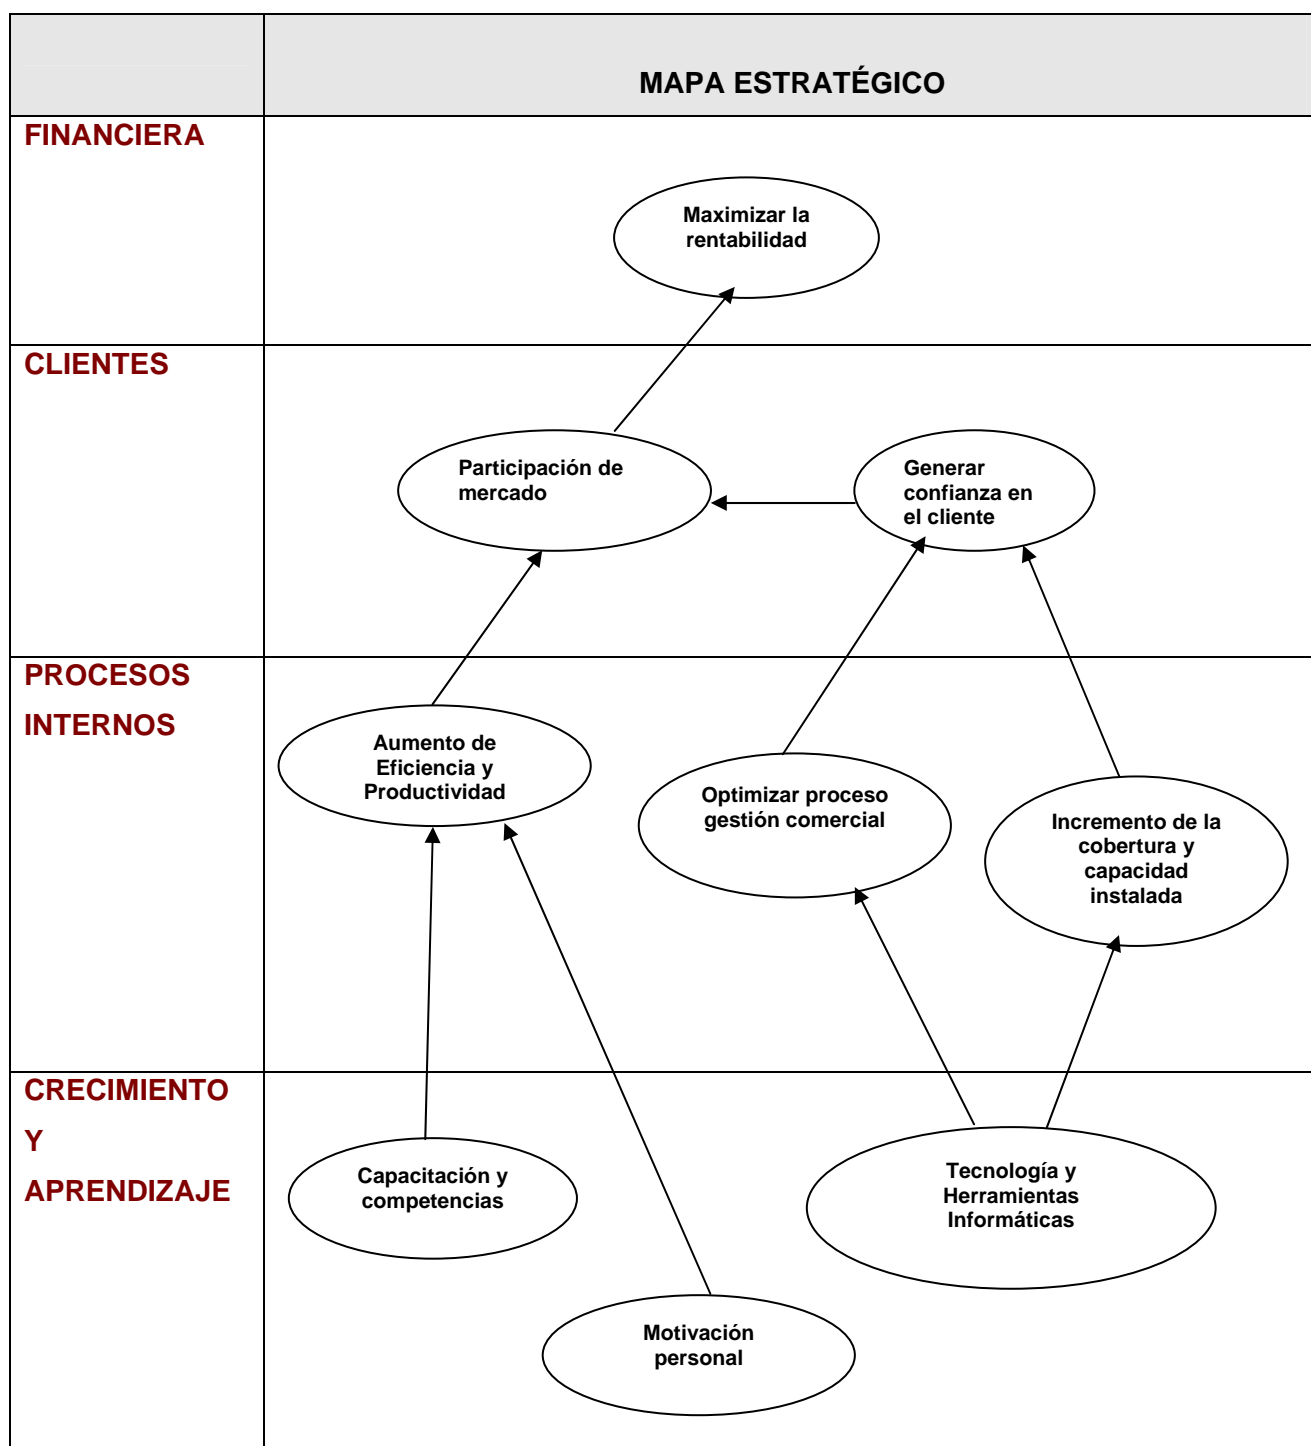 MAPA ESTRATÉGICO
FINANCIERA
Maximizar la
rentabilidad
CLIENTES
Participación de
mercado
Generar
confianza en
el cliente
PROCESOS
INTERNOS
Aumento de
Eficiencia y
Productividad
Optimizar proceso
gestión comercial
Incremento de la
cobertura y
capacidad
instalada
CRECIMIENTO
Y
APRENDIZAJE
Capacitación y
competencias
Tecnología y
Herramientas
Informáticas
Motivación
personal